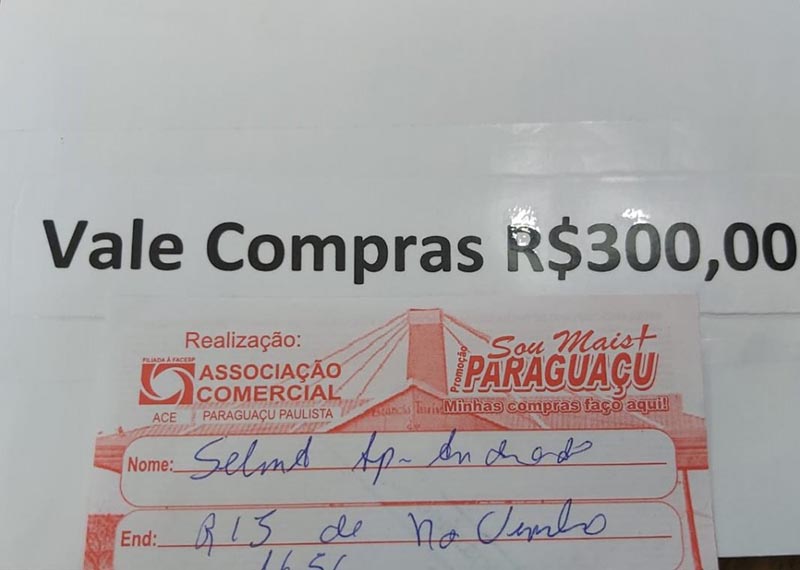 Vale Compras R$300,00
Realização:
FILIADA À FACESP
ASSOCIAÇÃO
COMERCIAL
ACE PARAGUAÇU PAULISTA
Promoção
Sou Mais+
PARAGUAÇU
Minhas compras faço aqui!
Nome: Selma Ap. Andrade
End: R 15 de Novembro